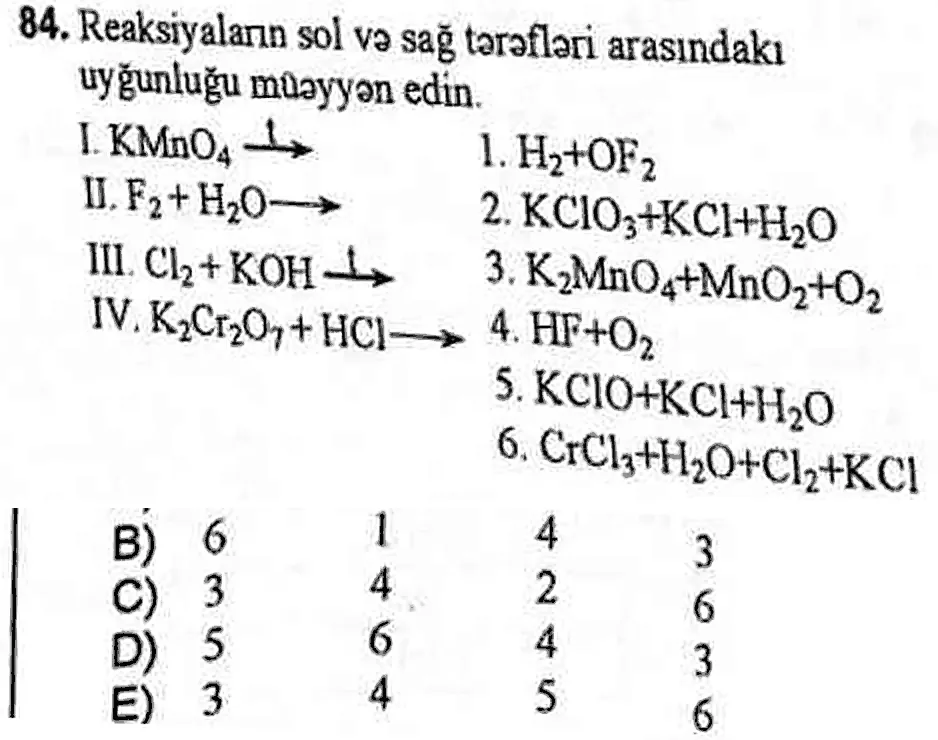 84. Reaksiyaların sol və sağ tərəfləri arasındakı
uyğunluğu müəyyən edin.
I. KMnO₄ —t→ 1. H₂+OF₂
II. F₂+ H₂O⟶ 2. KClO₃+KCl+H₂O
III. Cl₂+ KOH —t→ 3. K₂MnO₄+MnO₂+O₂
IV. K₂Cr₂O₇+ HCl⟶ 4. HF+O₂
5. KClO+KCl+H₂O
6. CrCl₃+H₂O+Cl₂+KCl
B) 6 1 4 3
C) 3 4 2 6
D) 5 6 4 3
E) 3 4 5 6